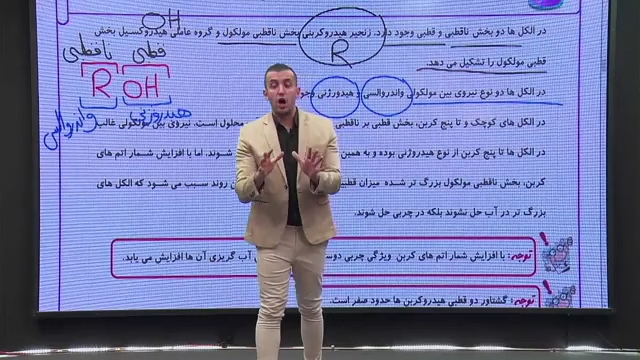 در الکل ها دو بخش ناقطبی و قطبی وجود دارد. زنجیر هیدروکربنی بخش ناقطبی مولکول و گروه عاملی هیدروکسیل بخش
قطبی مولکول را تشکیل می دهد.
OH
R
ناقطبی قطبی
R OH
واندروالسی هیدروژنی
در الکل ها دو نوع نیروی بین مولکولی واندروالسی و هیدورژنی وجود
در الکل های کوچک و تا پنج کربن، بخش قطبی بر ناقطبی محلول است. نیروی بین مولکولی غالب
در الکل ها تا پنج کربن از نوع هیدروژنی بوده و به همین شوند. اما با افزایش شمار اتم های
کربن، بخش ناقطبی مولکول بزرگ تر شده میزان قطبیت این روند سبب می شود که الکل های
بزرگ تر در آب حل نشوند بلکه در چربی حل شوند.
توجه: با افزایش شمار اتم های کربن ویژگی چربی دوستی آب گریزی آن ها افزایش می یابد.
توجه: گشتاور دو قطبی هیدروکربن ها حدود صفر است.